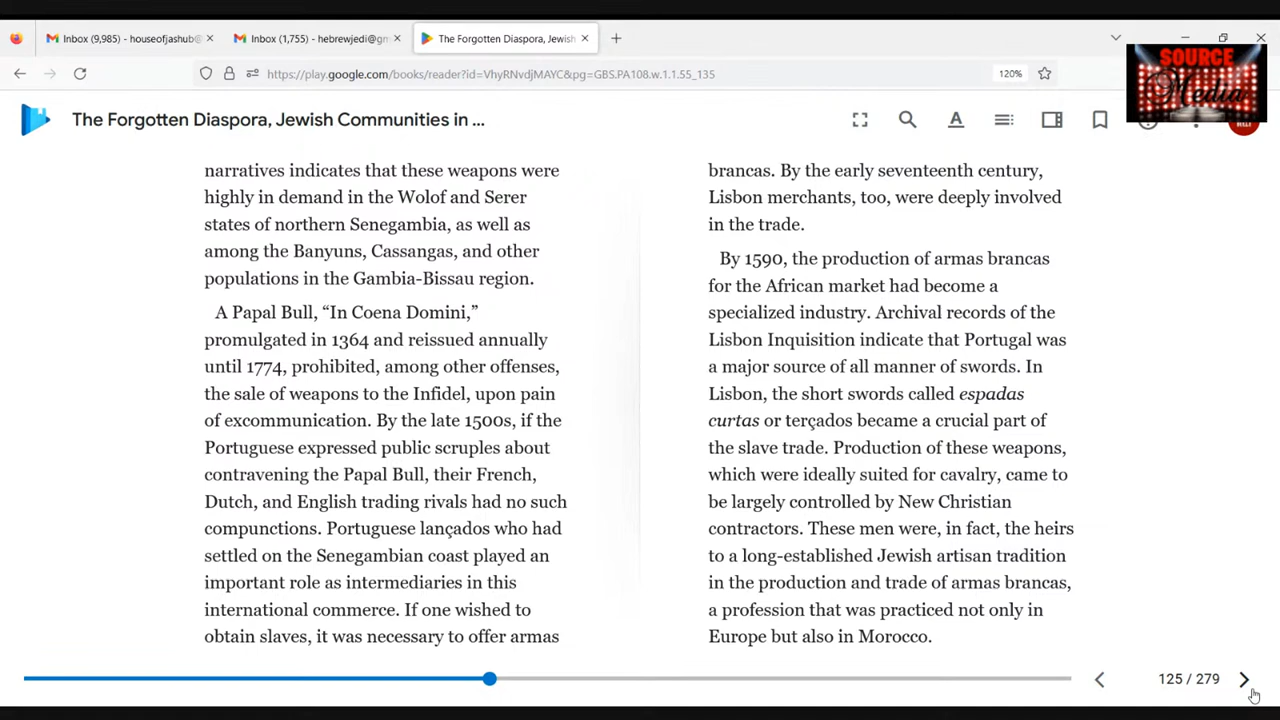 Inbox (9,985) - houseofjashub@
Inbox (1,755) - hebrewjedi@gm
The Forgotten Diaspora, Jewish
https://play.google.com/books/reader?id=VhyRNvdjMAYC&pg=GBS.PA108.w.1.1.55_135
120%
SOURCE
Media
The Forgotten Diaspora, Jewish Communities in ...
narratives indicates that these weapons were
highly in demand in the Wolof and Serer
states of northern Senegambia, as well as
among the Banyuns, Cassangas, and other
populations in the Gambia-Bissau region.
A Papal Bull, “In Coena Domini,”
promulgated in 1364 and reissued annually
until 1774, prohibited, among other offenses,
the sale of weapons to the Infidel, upon pain
of excommunication. By the late 1500s, if the
Portuguese expressed public scruples about
contravening the Papal Bull, their French,
Dutch, and English trading rivals had no such
compunctions. Portuguese lançados who had
settled on the Senegambian coast played an
important role as intermediaries in this
international commerce. If one wished to
obtain slaves, it was necessary to offer armas
brancas. By the early seventeenth century,
Lisbon merchants, too, were deeply involved
in the trade.
By 1590, the production of armas brancas
for the African market had become a
specialized industry. Archival records of the
Lisbon Inquisition indicate that Portugal was
a major source of all manner of swords. In
Lisbon, the short swords called espadas
curtas or terçados became a crucial part of
the slave trade. Production of these weapons,
which were ideally suited for cavalry, came to
be largely controlled by New Christian
contractors. These men were, in fact, the heirs
to a long-established Jewish artisan tradition
in the production and trade of armas brancas,
a profession that was practiced not only in
Europe but also in Morocco.
125 / 279